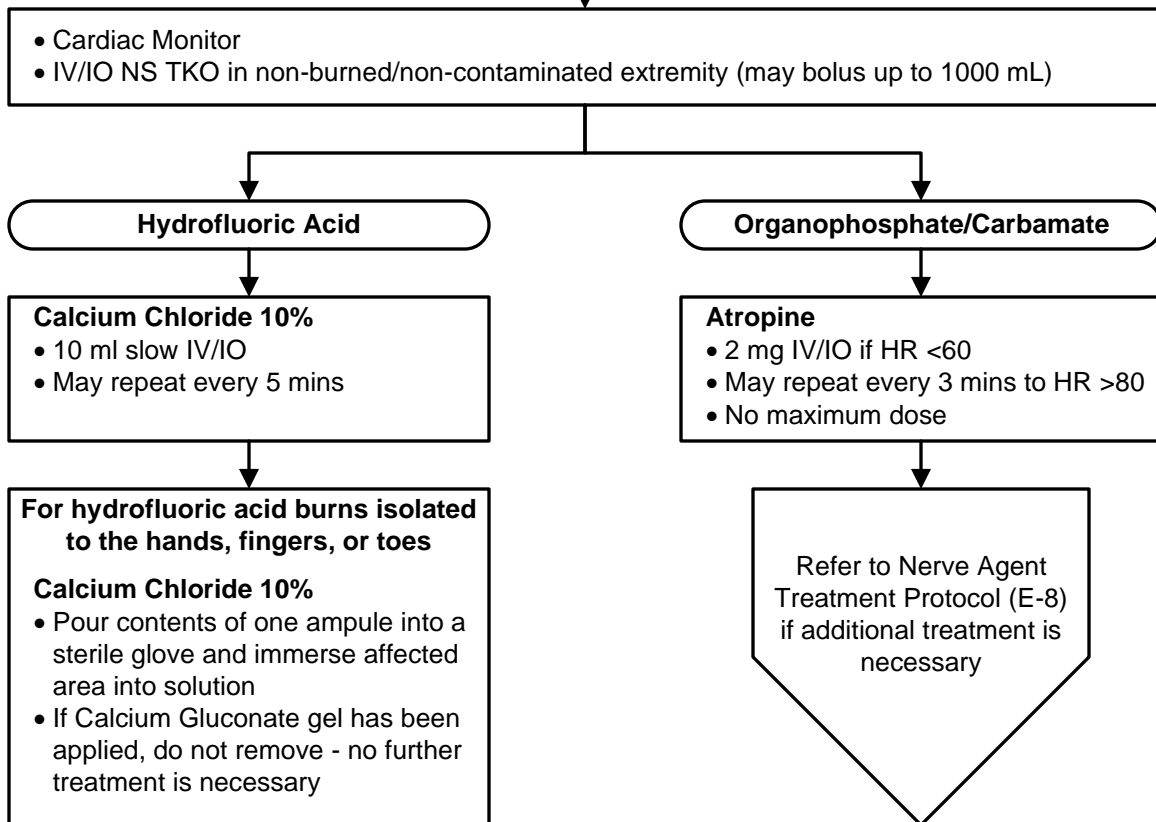 • Cardiac Monitor
• IV/IO NS TKO in non-burned/non-contaminated extremity (may bolus up to 1000 mL)
Hydrofluoric Acid
Calcium Chloride 10%
• 10 ml slow IV/IO
• May repeat every 5 mins
For hydrofluoric acid burns isolated
to the hands, fingers, or toes
Calcium Chloride 10%
• Pour contents of one ampule into a
sterile glove and immerse affected
area into solution
• If Calcium Gluconate gel has been
applied, do not remove - no further
treatment is necessary
Organophosphate/Carbamate
Atropine
• 2 mg IV/IO if HR <60
• May repeat every 3 mins to HR >80
• No maximum dose
Refer to Nerve Agent
Treatment Protocol (E-8)
if additional treatment is
necessary